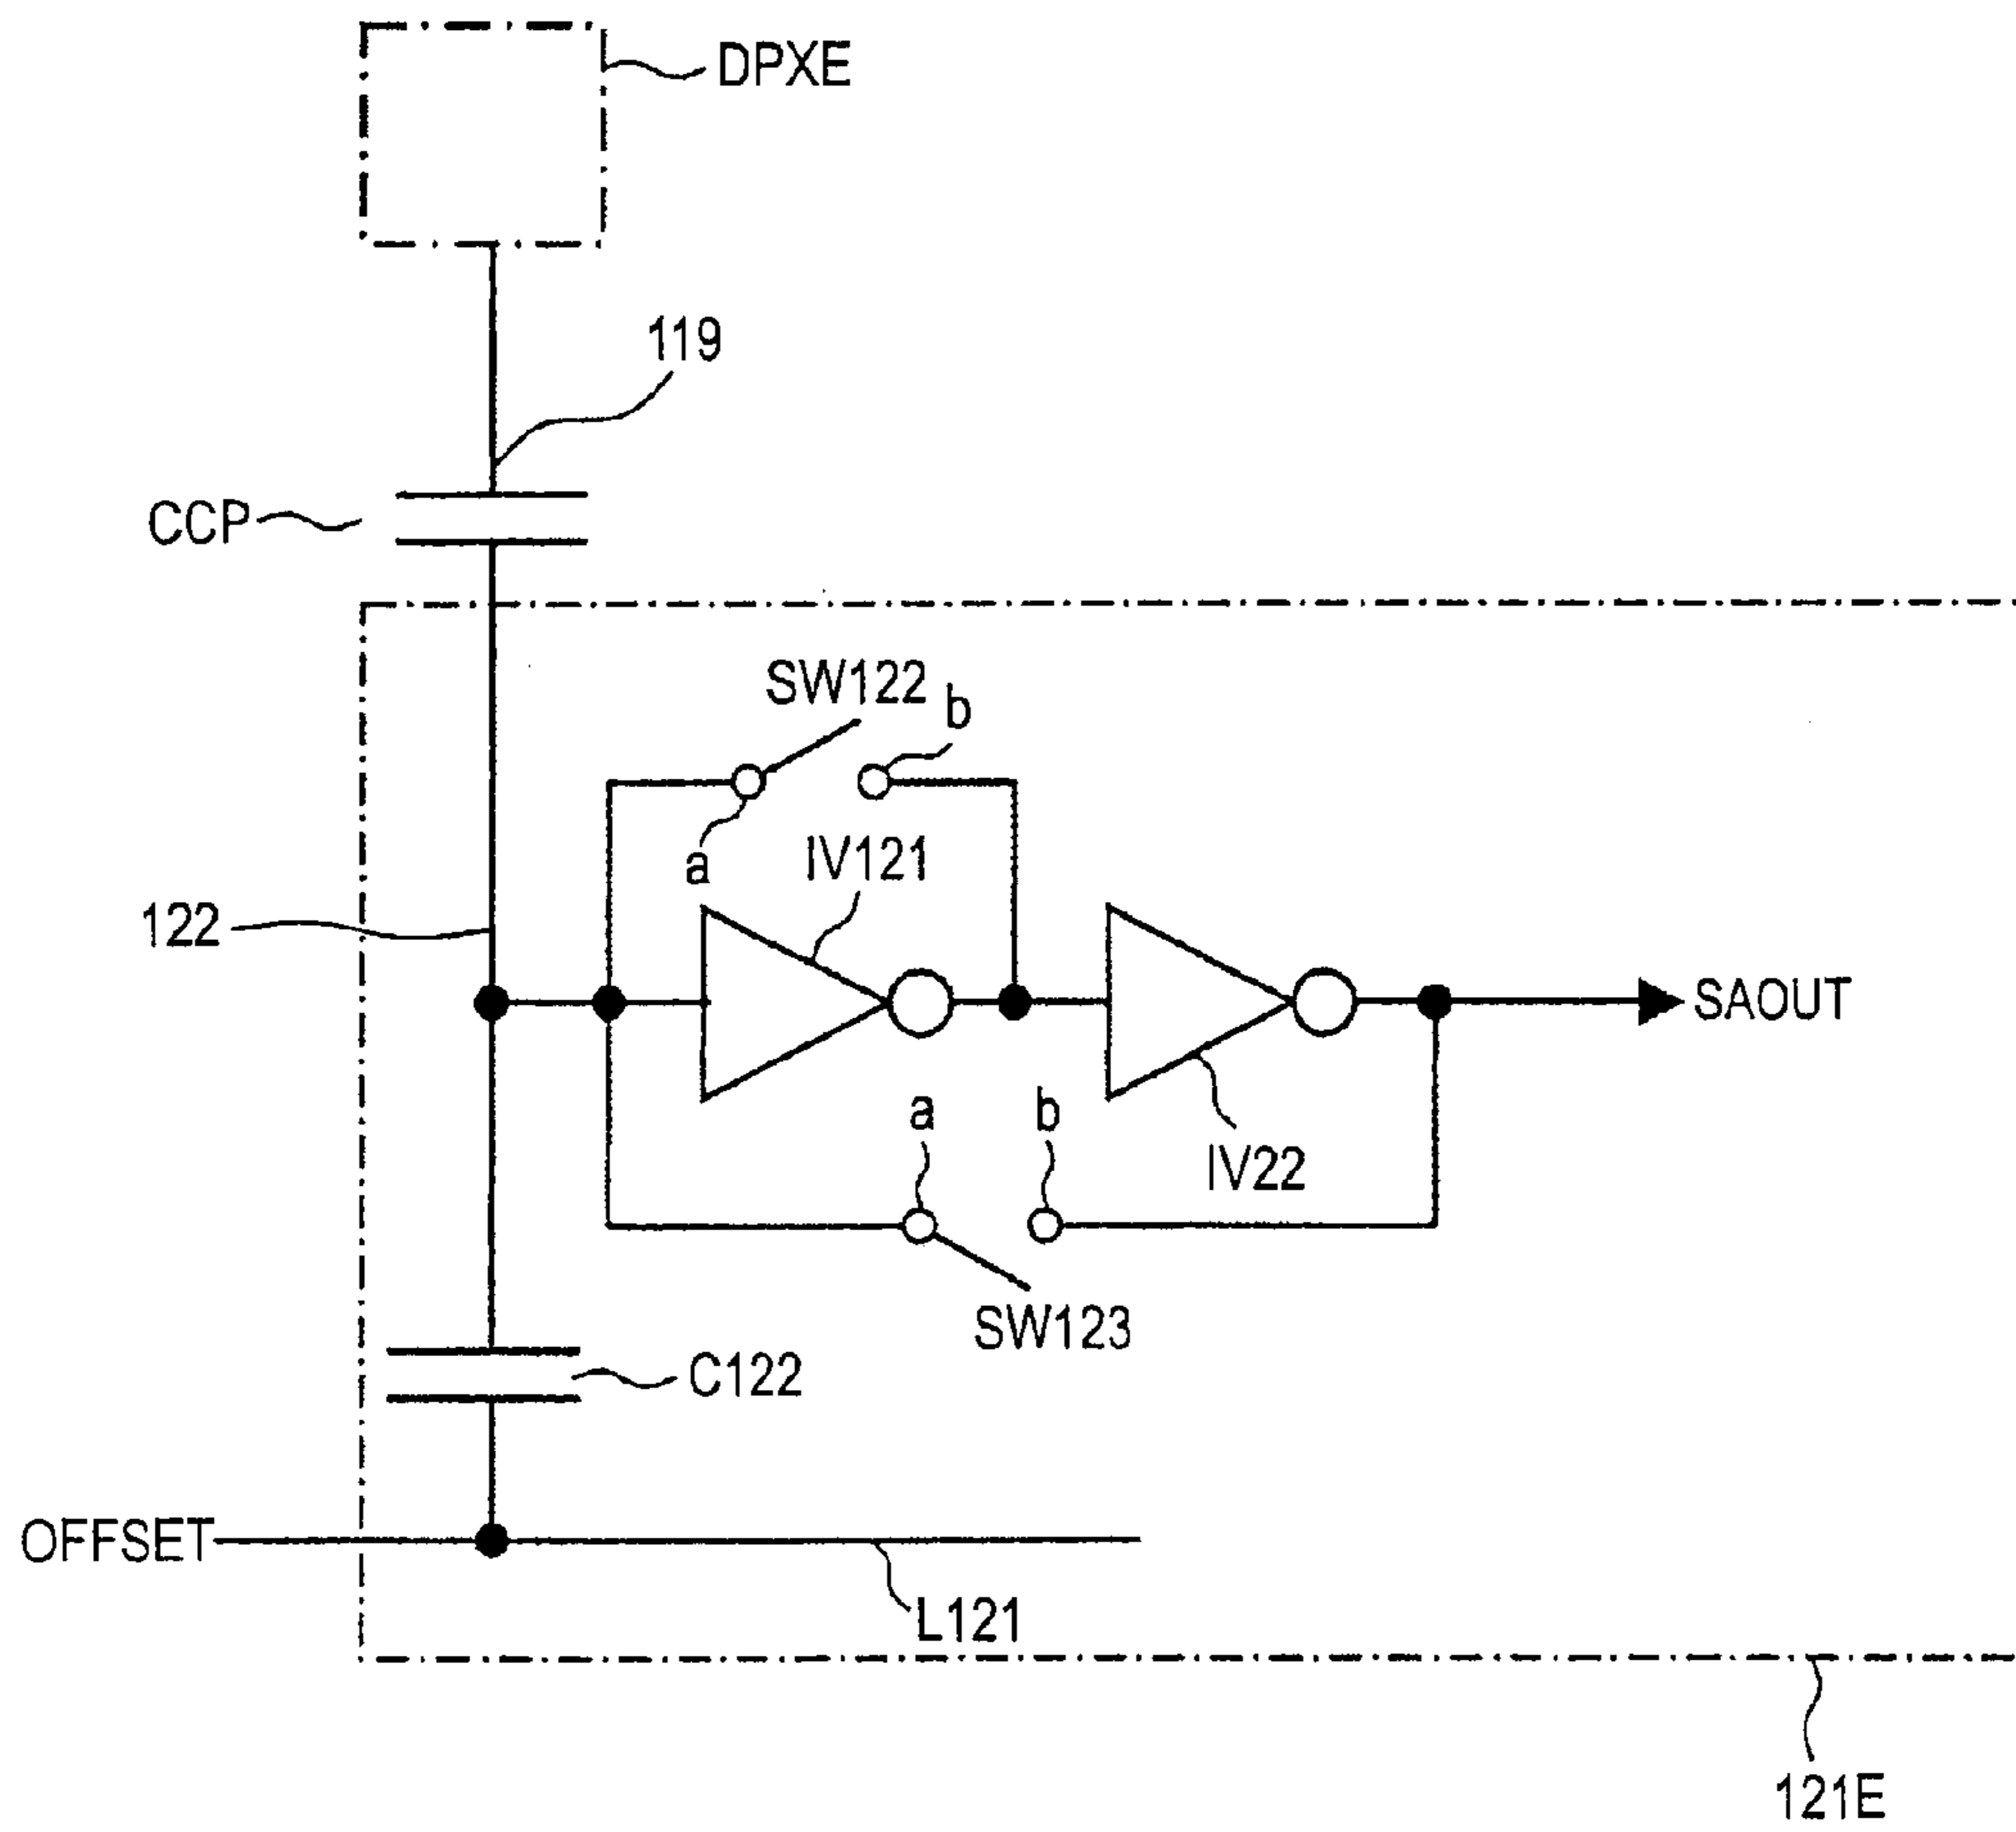 DPXE
119
CCP
SW122
b
a
IV121
122
SAOUT
a
b
IV22
SW123
C122
OFFSET
L121
121E